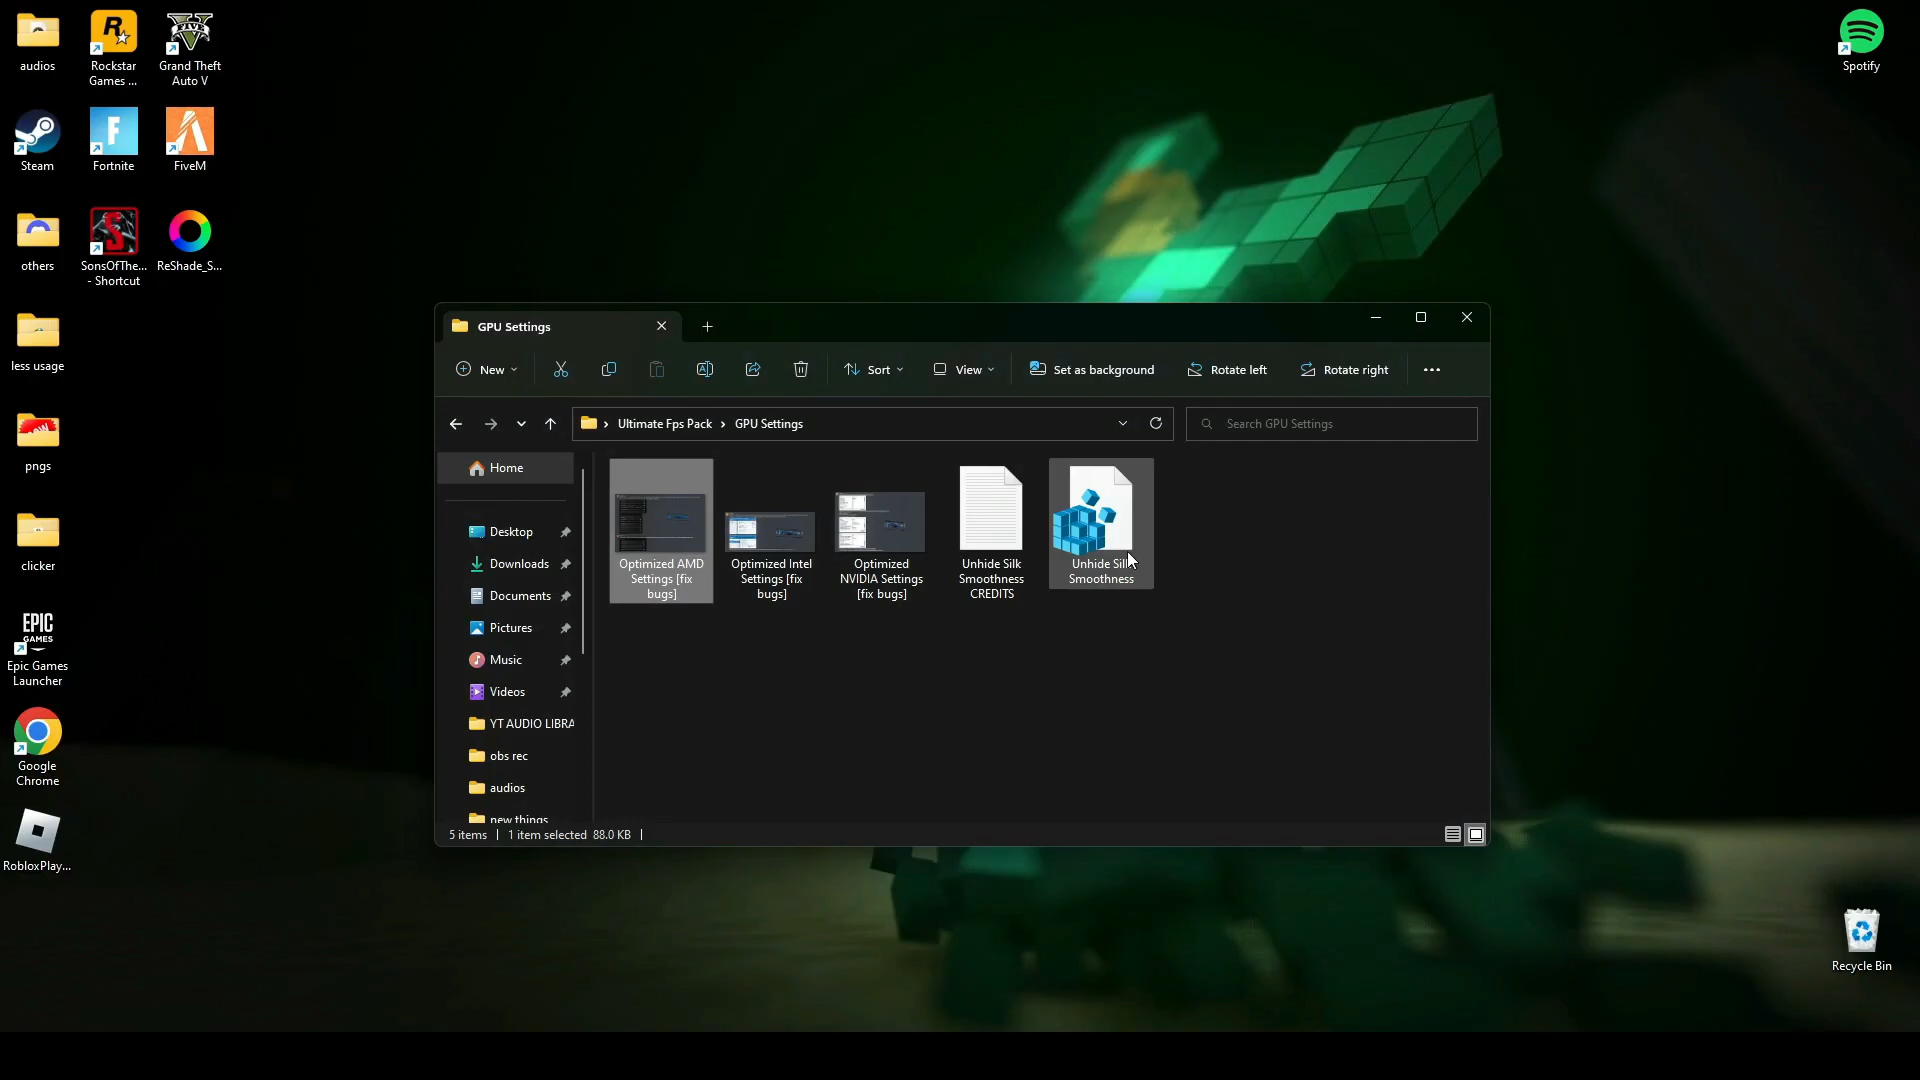 audios
Rockstar
Games ...
Grand Theft
Auto V
Spotify
Steam
Fortnite
FiveM
others
SonsOfThe...
- Shortcut
ReShade_S...
less usage
pngs
clicker
EPIC
GAMES
Epic Games
Launcher
Google
Chrome
RobloxPlay...
Recycle Bin
GPU Settings
New
Sort
View
Set as background
Rotate left
Rotate right
Ultimate Fps Pack
GPU Settings
Search GPU Settings
Home
Desktop
Downloads
Documents
Pictures
Music
Videos
YT AUDIO LIBRA
obs rec
audios
new things
Optimized AMD
Settings [fix
bugs]
Optimized Intel
Settings [fix
bugs]
Optimized
NVIDIA Settings
[fix bugs]
Unhide Silk
Smoothness
CREDITS
Unhide Silk
Smoothness
5 items
1 item selected 88.0 KB